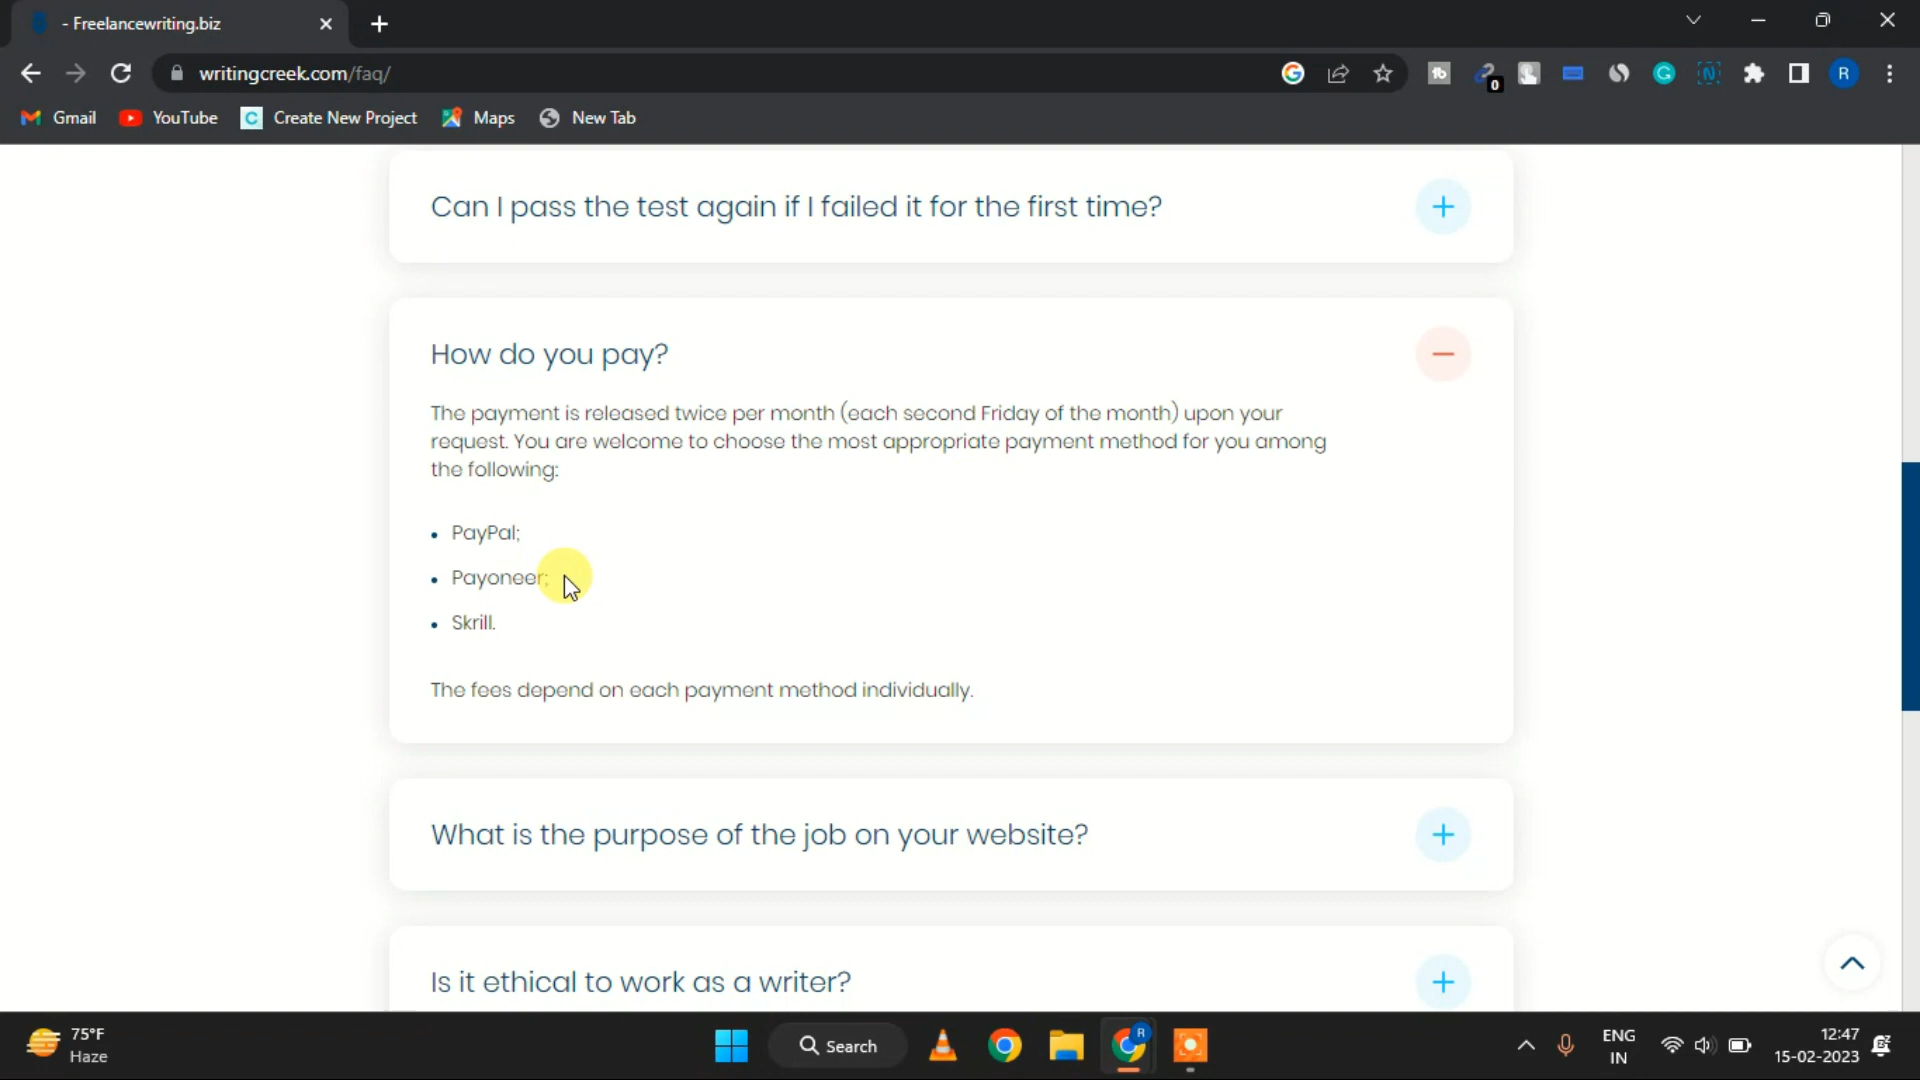 - Freelancewriting.biz
writingcreek.com/faq/
0
R
Gmail
YouTube
Create New Project
Maps
New Tab
Can I pass the test again if I failed it for the first time?
How do you pay?
The payment is released twice per month (each second Friday of the month) upon your
request. You are welcome to choose the most appropriate payment method for you among
the following:
PayPal;
Payoneer;
Skrill.
The fees depend on each payment method individually.
What is the purpose of the job on your website?
Is it ethical to work as a writer?
75°F
Haze
Search
R
ENG
IN
12:47
15-02-2023